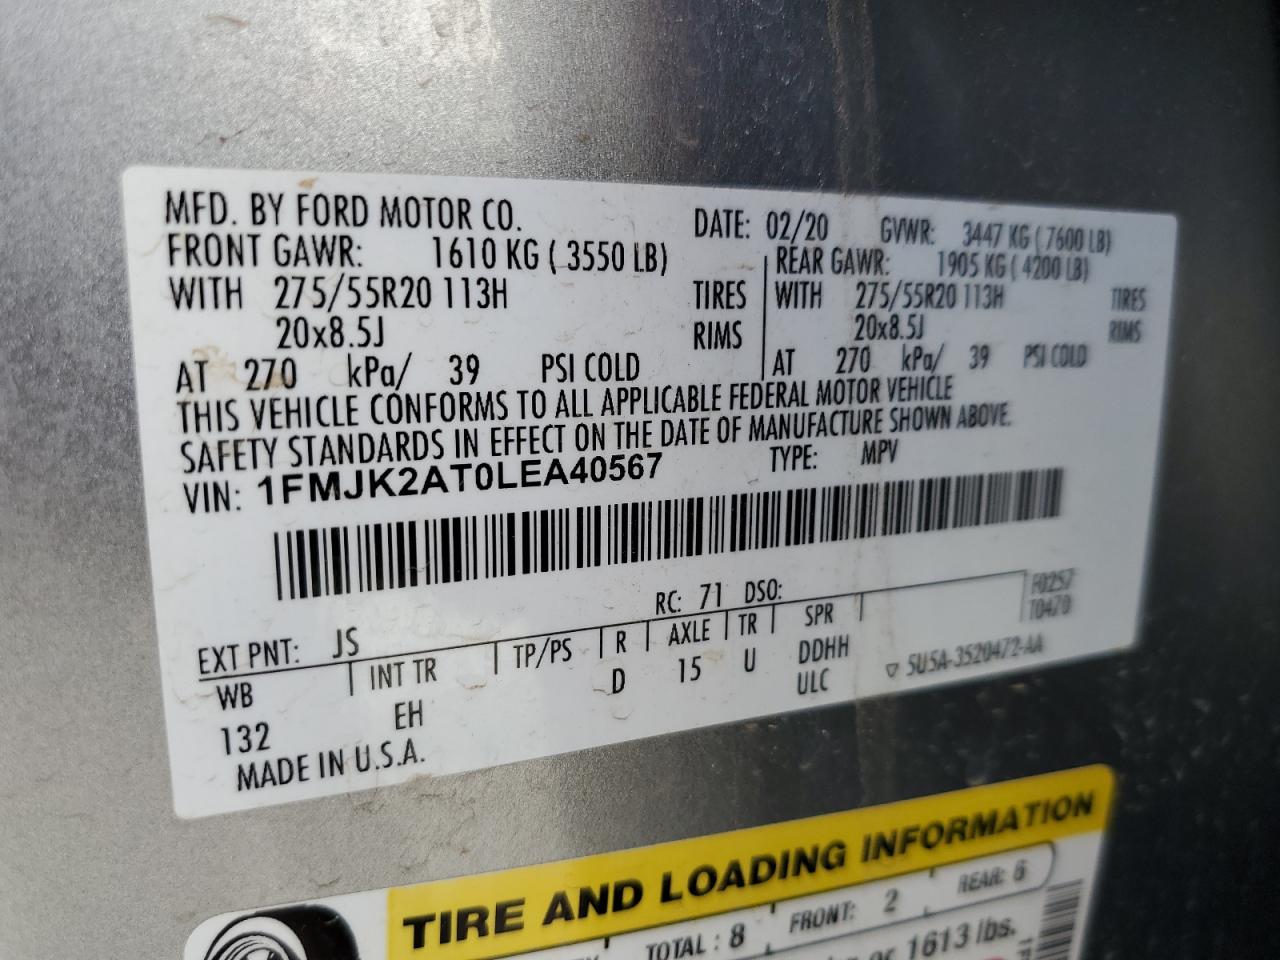 MFD. BY FORD MOTOR CO. DATE: 02/20 GVWR: 3447 KG ( 7600 LB)
FRONT GAWR: 1610 KG ( 3550 LB) REAR GAWR: 1905 KG ( 4200 LB)
WITH 275/55R20 113H TIRES WITH 275/55R20 113H TIRES
20x8.5J RIMS 20x8.5J RIMS
AT 270 kPa/ 39 PSI COLD AT 270 kPa/ 39 PSI COLD
THIS VEHICLE CONFORMS TO ALL APPLICABLE FEDERAL MOTOR VEHICLE
SAFETY STANDARDS IN EFFECT ON THE DATE OF MANUFACTURE SHOWN ABOVE.
VIN: 1FMJK2AT0LEA40567 TYPE: MPV
RC: 71 DSO: F0257
EXT PNT: JS T0470
WB INT TR TP/PS R AXLE TR SPR
132 EH D 15 U DDHH
ULC 5U5A-3520472-AA
MADE IN U.S.A.
TIRE AND LOADING INFORMATION
TOTAL : 8 FRONT: 2 REAR: 6
or 1613 lbs.